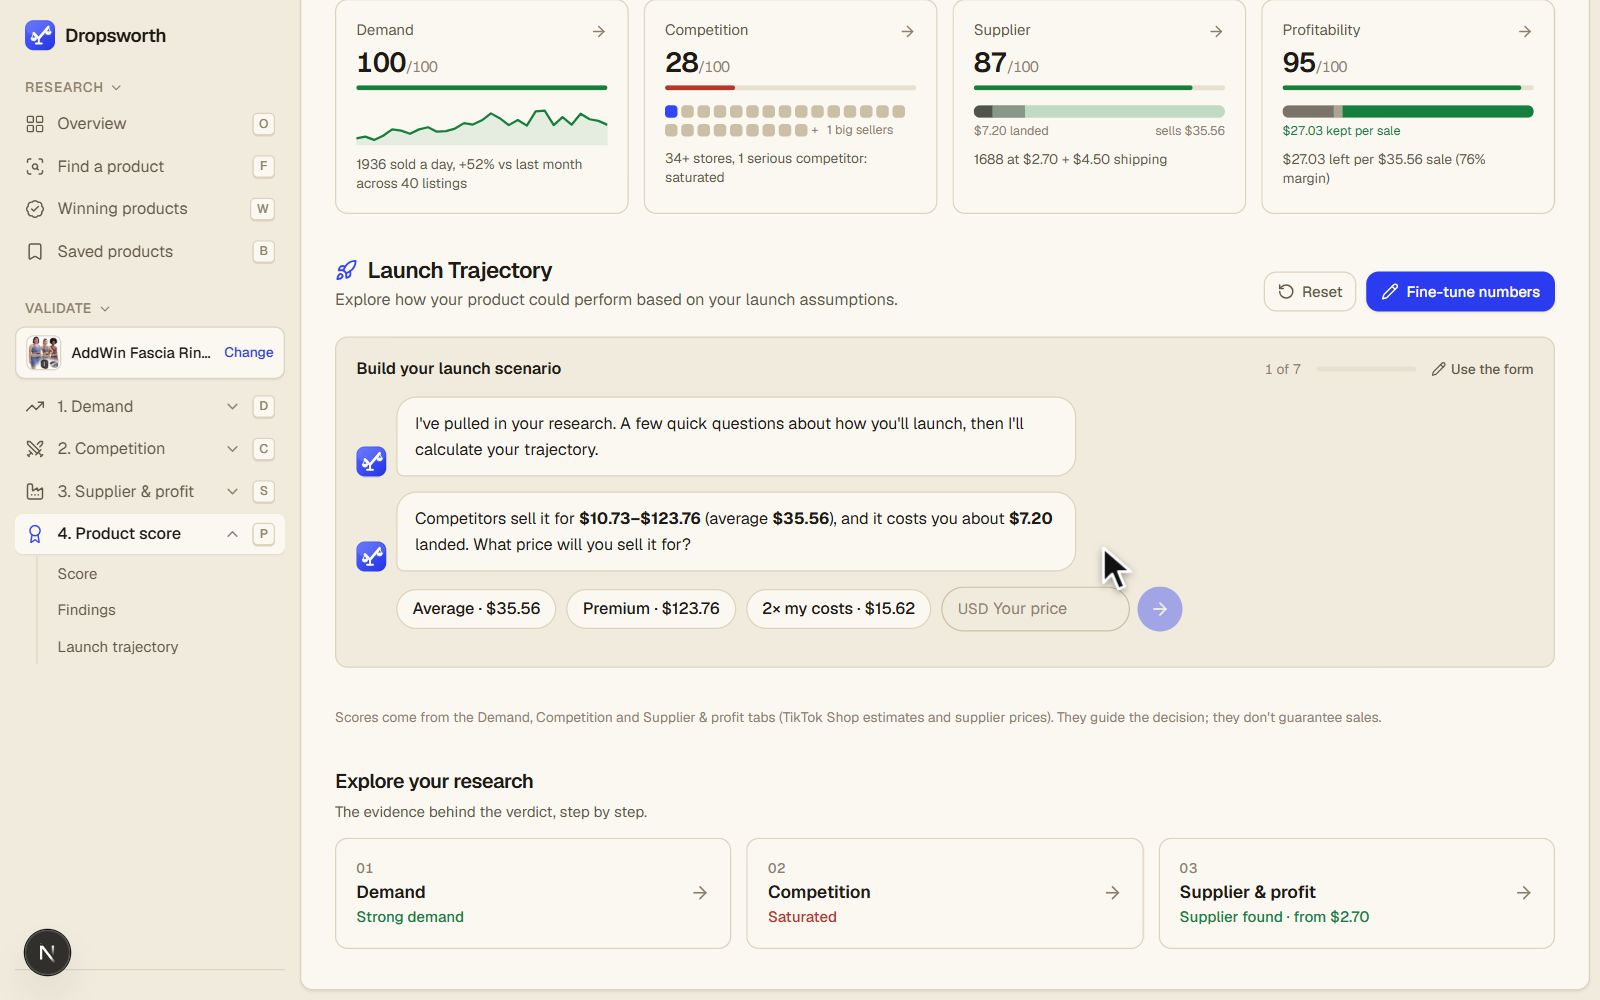 Dropsworth
RESEARCH
Overview
O
Find a product
F
Winning products
W
Saved products
B
VALIDATE
AddWin Fascia Rin...
Change
1. Demand
D
2. Competition
C
3. Supplier & profit
S
4. Product score
P
Score
Findings
Launch trajectory
N
Demand
100/100
1936 sold a day, +52% vs last month
across 40 listings
Competition
28/100
+ 1 big sellers
34+ stores, 1 serious competitor:
saturated
Supplier
87/100
$7.20 landed
sells $35.56
1688 at $2.70 + $4.50 shipping
Profitability
95/100
$27.03 kept per sale
$27.03 left per $35.56 sale (76%
margin)
Launch Trajectory
Explore how your product could perform based on your launch assumptions.
Reset
Fine-tune numbers
Build your launch scenario
1 of 7
Use the form
I've pulled in your research. A few quick questions about how you'll launch, then I'll
calculate your trajectory.
Competitors sell it for $10.73–$123.76 (average $35.56), and it costs you about $7.20
landed. What price will you sell it for?
Average · $35.56
Premium · $123.76
2× my costs · $15.62
USD Your price
Scores come from the Demand, Competition and Supplier & profit tabs (TikTok Shop estimates and supplier prices). They guide the decision; they don't guarantee sales.
Explore your research
The evidence behind the verdict, step by step.
01
Demand
Strong demand
02
Competition
Saturated
03
Supplier & profit
Supplier found · from $2.70